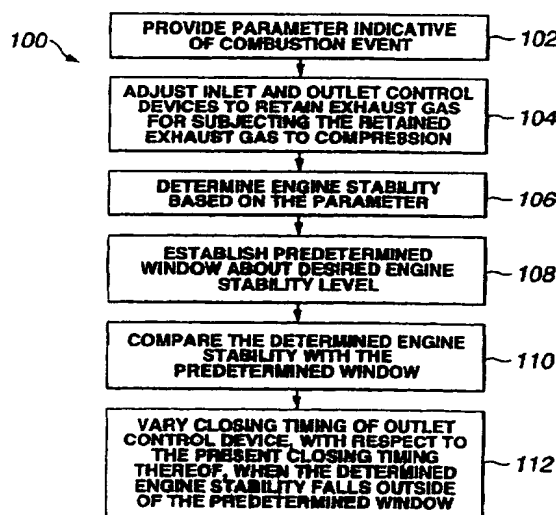 100
PROVIDE PARAMETER INDICATIVE
OF COMBUSTION EVENT
102
ADJUST INLET AND OUTLET CONTROL
DEVICES TO RETAIN EXHAUST GAS
FOR SUBJECTING THE RETAINED
EXHAUST GAS TO COMPRESSION
104
DETERMINE ENGINE STABILITY
BASED ON THE PARAMETER
106
ESTABLISH PREDETERMINED
WINDOW ABOUT DESIRED ENGINE
STABILITY LEVEL
108
COMPARE THE DETERMINED ENGINE
STABILITY WITH THE
PREDETERMINED WINDOW
110
VARY CLOSING TIMING OF OUTLET
CONTROL DEVICE, WITH RESPECT TO
THE PRESENT CLOSING TIMING
THEREOF, WHEN THE DETERMINED
ENGINE STABILITY FALLS OUTSIDE
OF THE PREDETERMINED WINDOW
112